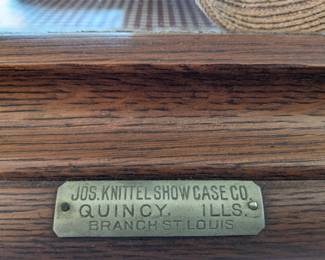 JOS. KNITTEL SHOW CASE CO.
QUINCY, ILLS.
BRANCH ST. LOUIS